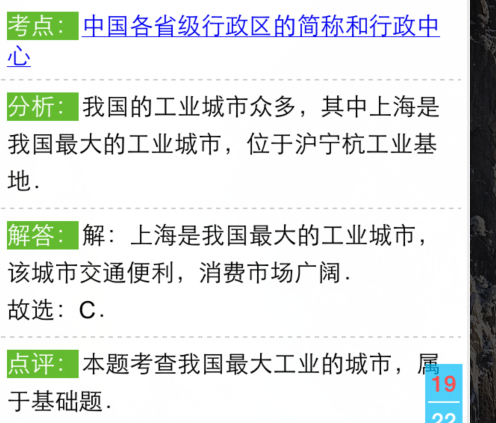 考点：中国各省级行政区的简称和行政中
心
分析：我国的工业城市众多，其中上海是
我国最大的工业城市，位于沪宁杭工业基
地．
解答：解：上海是我国最大的工业城市，
该城市交通便利，消费市场广阔．
故选：C．
点评：本题考查我国最大工业的城市，属
于基础题．
19
22